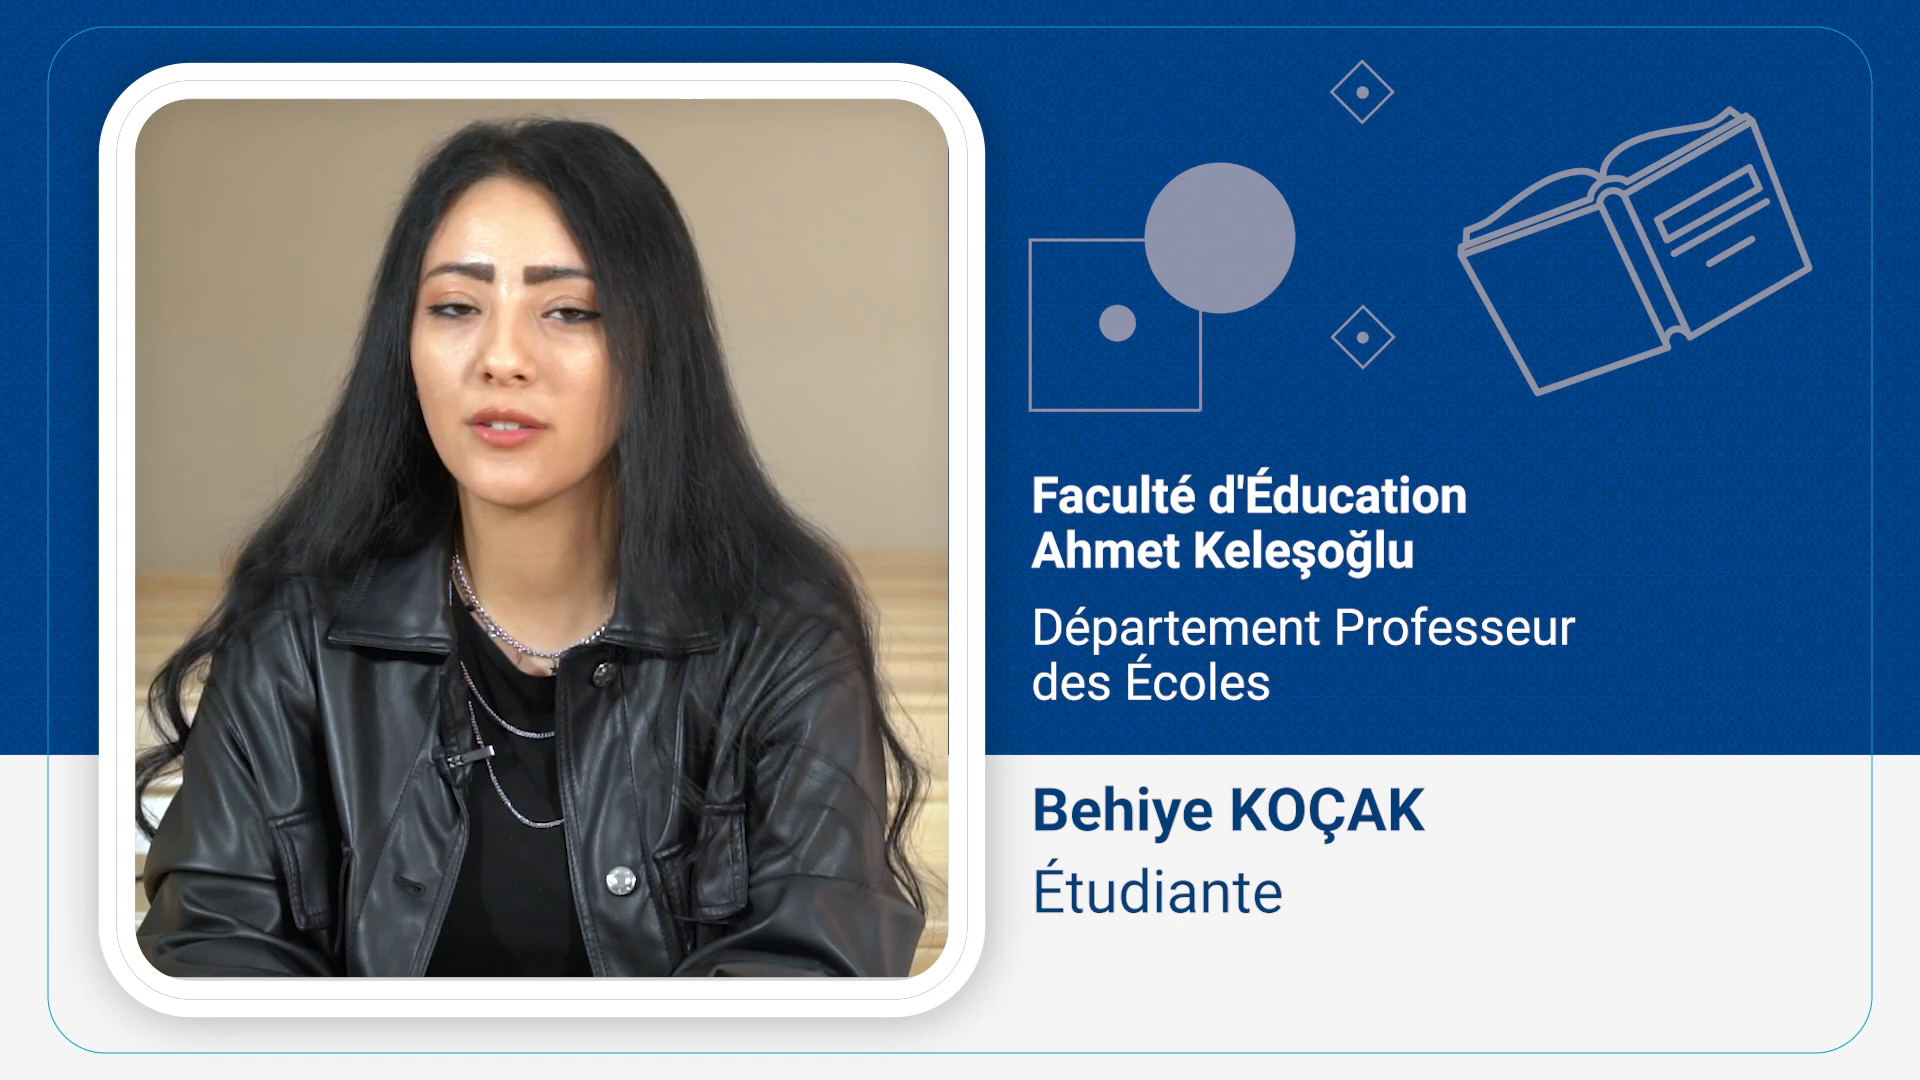 Faculté d'Éducation
Ahmet Keleşoğlu
Département Professeur
des Écoles
Behiye KOÇAK
Étudiante